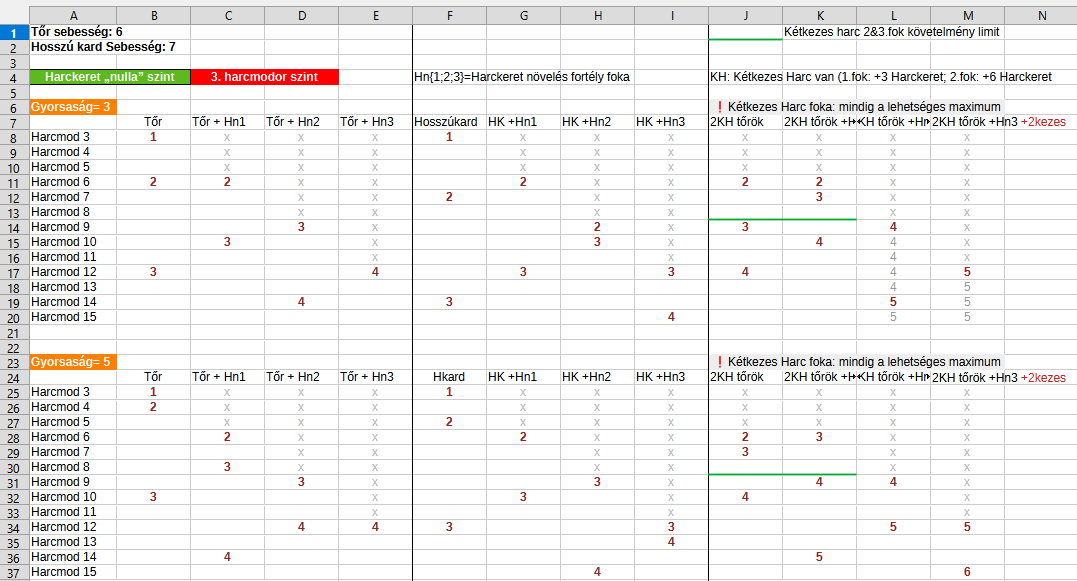 A B C D E F G H I J K L M N
1 Tőr sebesség: 6 Kétkezes harc 2&3.fok követelmény limit
2 Hosszú kard Sebesség: 7
3
4 Harckeret „nulla” szint 3. harcmodor szint Hn{1;2;3}=Harckeret növelés fortély foka KH: Kétkezes Harc van (1.fok: +3 Harckeret; 2.fok: +6 Harckeret
5
6 Gyorsaság= 3 ❗Kétkezes Harc foka: mindig a lehetséges maximum
7 Tőr Tőr + Hn1 Tőr + Hn2 Tőr + Hn3 Hosszúkard HK +Hn1 HK +Hn2 HK +Hn3 2KH tőrök 2KH tőrök +H KH tőrök +Hn 2KH tőrök +Hn3 +2kezes
8 Harcmod 3 1 x x x 1 x x x x x x x
9 Harcmod 4 x x x x x x x x x x
10 Harcmod 5 x x x x x x x x x x
11 Harcmod 6 2 2 x x 2 x x 2 2 x x
12 Harcmod 7 x x 2 x x 3 x x
13 Harcmod 8 x x x x x x
14 Harcmod 9 3 x 2 x 3 4 x
15 Harcmod 10 3 x 3 x 4 4 x
16 Harcmod 11 x x 4 x
17 Harcmod 12 3 4 3 3 4 4 5
18 Harcmod 13 4 5
19 Harcmod 14 4 3 5 5
20 Harcmod 15 4 5 5
21
22
23 Gyorsaság= 5 ❗Kétkezes Harc foka: mindig a lehetséges maximum
24 Tőr Tőr + Hn1 Tőr + Hn2 Tőr + Hn3 Hkard HK +Hn1 HK +Hn2 HK +Hn3 2KH tőrök 2KH tőrök +H KH tőrök +Hn 2KH tőrök +Hn3 +2kezes
25 Harcmod 3 1 x x x 1 x x x x x x x
26 Harcmod 4 2 x x x x x x x x x x
27 Harcmod 5 x x x 2 x x x x x x x
28 Harcmod 6 2 x x 2 x x 2 3 x x
29 Harcmod 7 x x x x 3 x x
30 Harcmod 8 3 x x x x x x
31 Harcmod 9 3 x 3 x 4 4 x
32 Harcmod 10 3 x 3 x 4 x
33 Harcmod 11 x x x
34 Harcmod 12 4 4 3 3 5 5
35 Harcmod 13 4
36 Harcmod 14 4 5
37 Harcmod 15 4 6